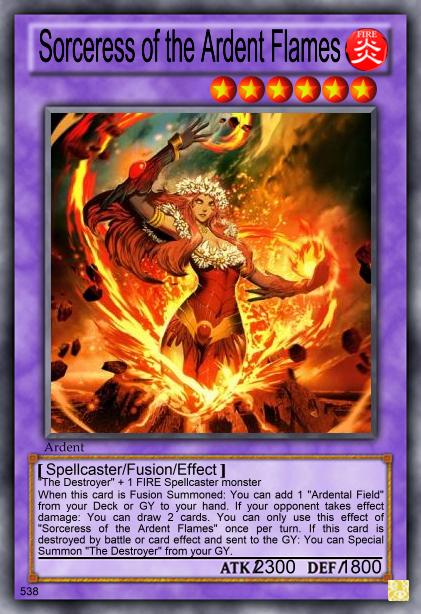 Sorceress of the Ardent Flames
FIRE
炎
Ardent
[ Spellcaster/Fusion/Effect ]
"The Destroyer" + 1 FIRE Spellcaster monster
When this card is Fusion Summoned: You can add 1 "Ardental Field"
from your Deck or GY to your hand. If your opponent takes effect
damage: You can draw 2 cards. You can only use this effect of
"Sorceress of the Ardent Flames" once per turn. If this card is
destroyed by battle or card effect and sent to the GY: You can Special
Summon "The Destroyer" from your GY.
ATK/2300 DEF/1800
538